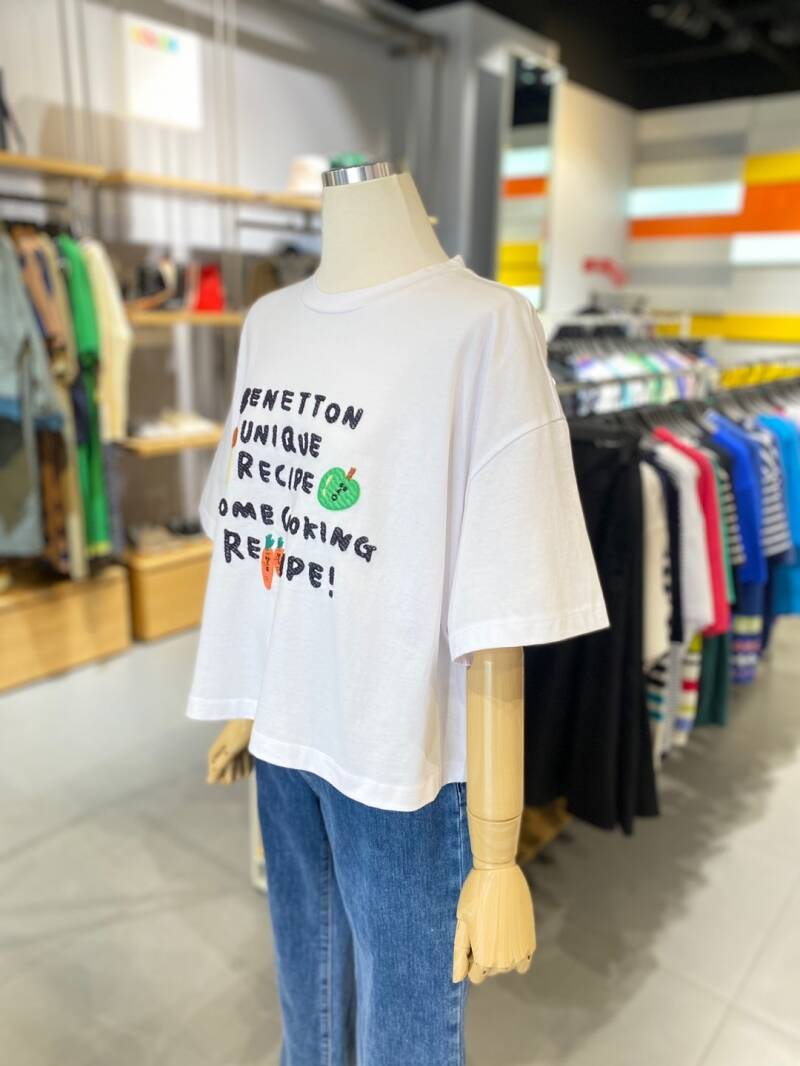 BENETTON
UNIQUE
RECIPE
OME COOKING
RE IPE!